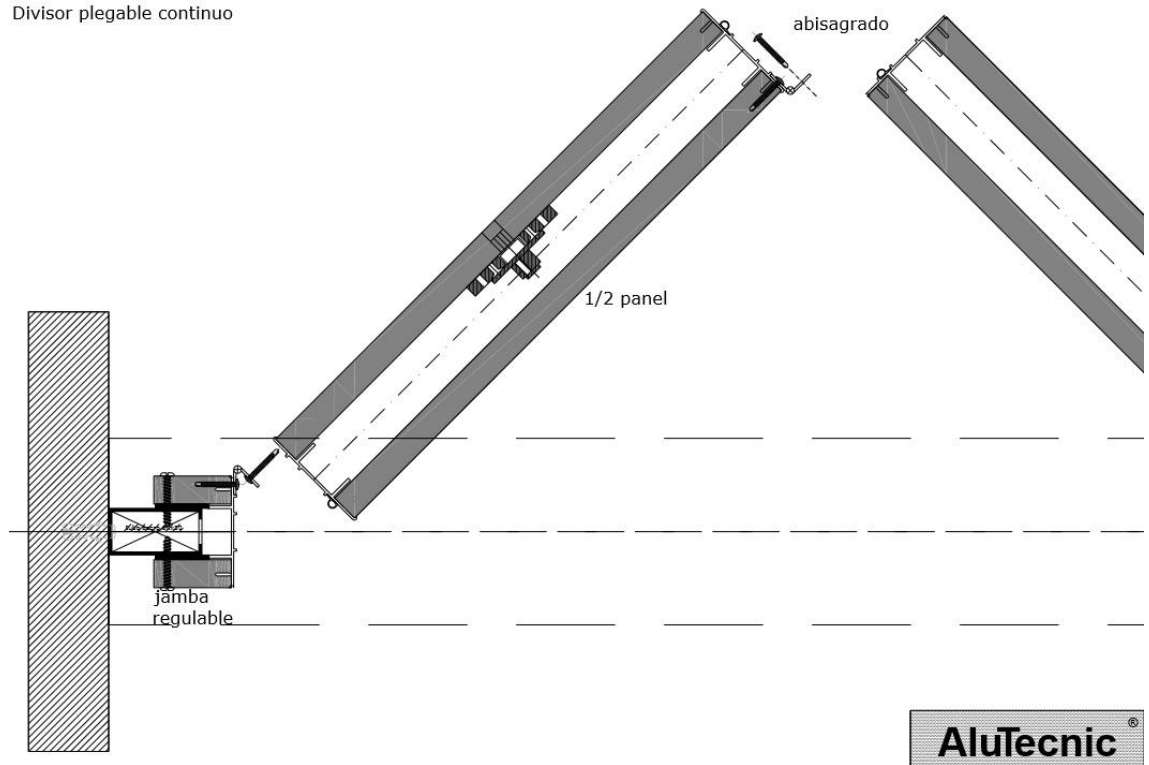 Divisor plegable continuo
abisagrado
1/2 panel
jamba
regulable
AluTecnic ®